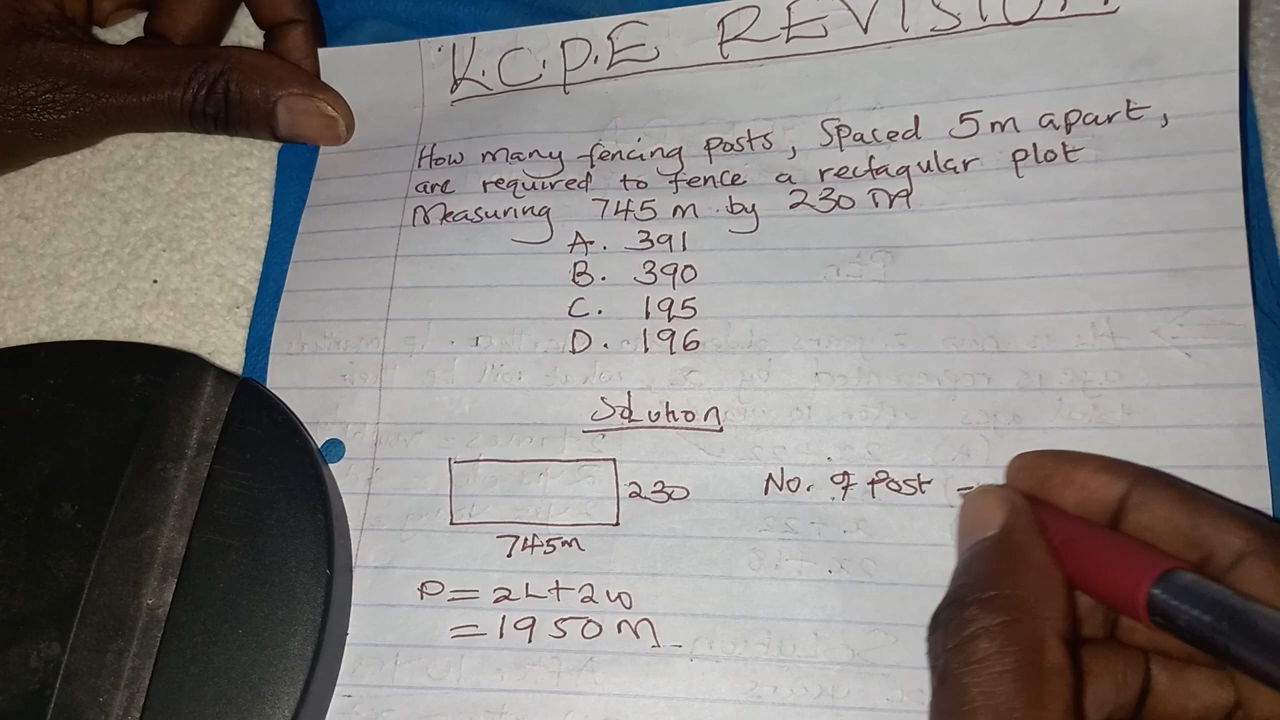 K.C.P.E REVISION
How many fencing posts, Spaced 5m apart,
are required to fence a rectagular plot
Measuring 745 m by 230 m
A. 391
B. 390
C. 195
D. 196
Solution
230
745m
No. of Post =
P = 2L + 2w
= 1950 m